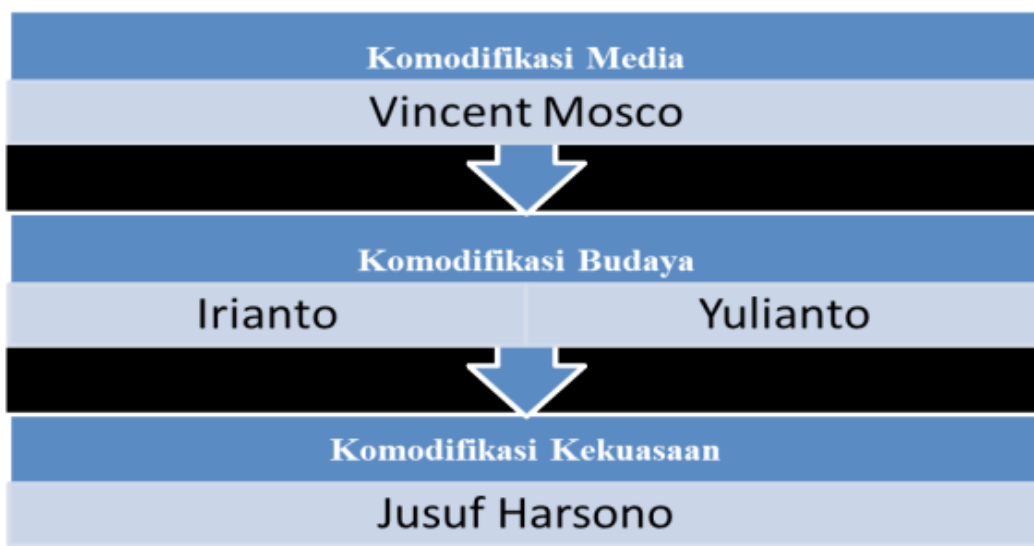 Komodifikasi Media
Vincent Mosco
Komodifikasi Budaya
Irianto Yulianto
Komodifikasi Kekuasaan
Jusuf Harsono